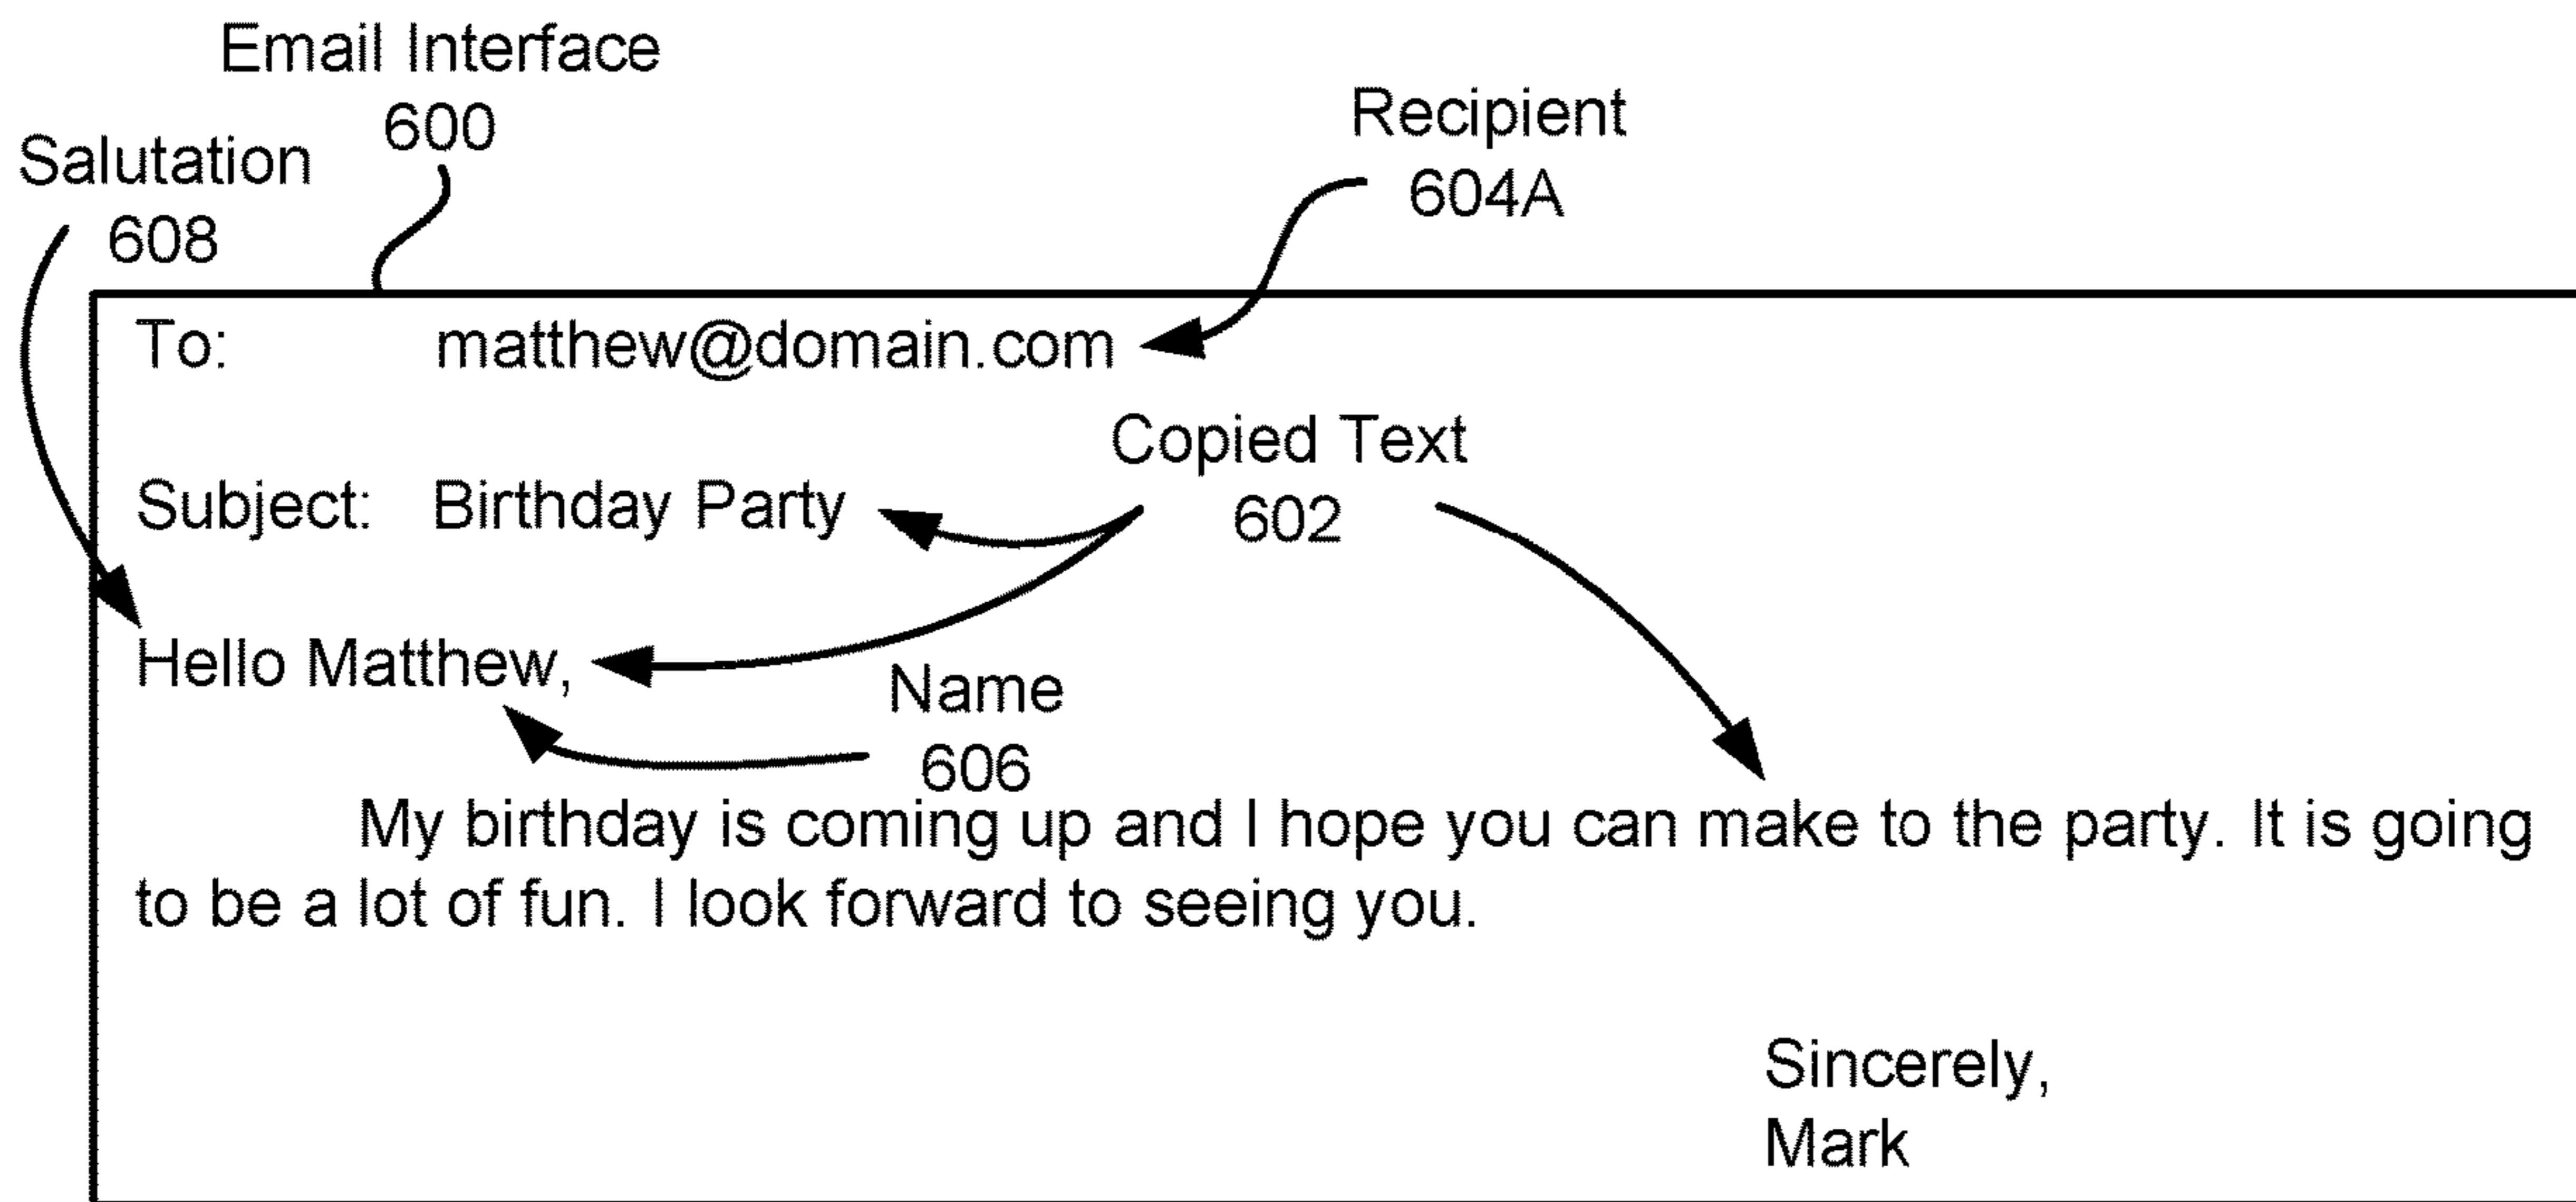 Email Interface
600
Salutation
608
Recipient
604A
To: matthew@domain.com
Copied Text
602
Subject: Birthday Party
Hello Matthew,
Name
606
My birthday is coming up and I hope you can make to the party. It is going
to be a lot of fun. I look forward to seeing you.
Sincerely,
Mark